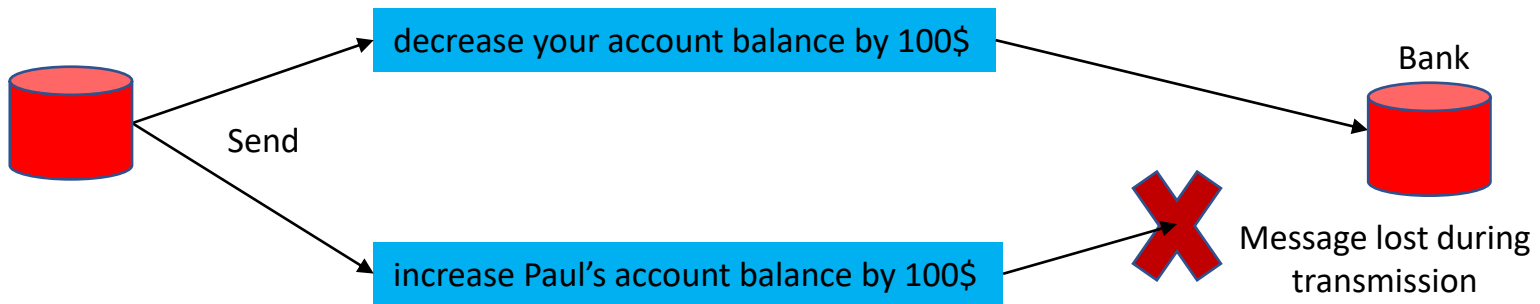 decrease your account balance by 100$
Bank
Send
increase Paul’s account balance by 100$
Message lost during
transmission